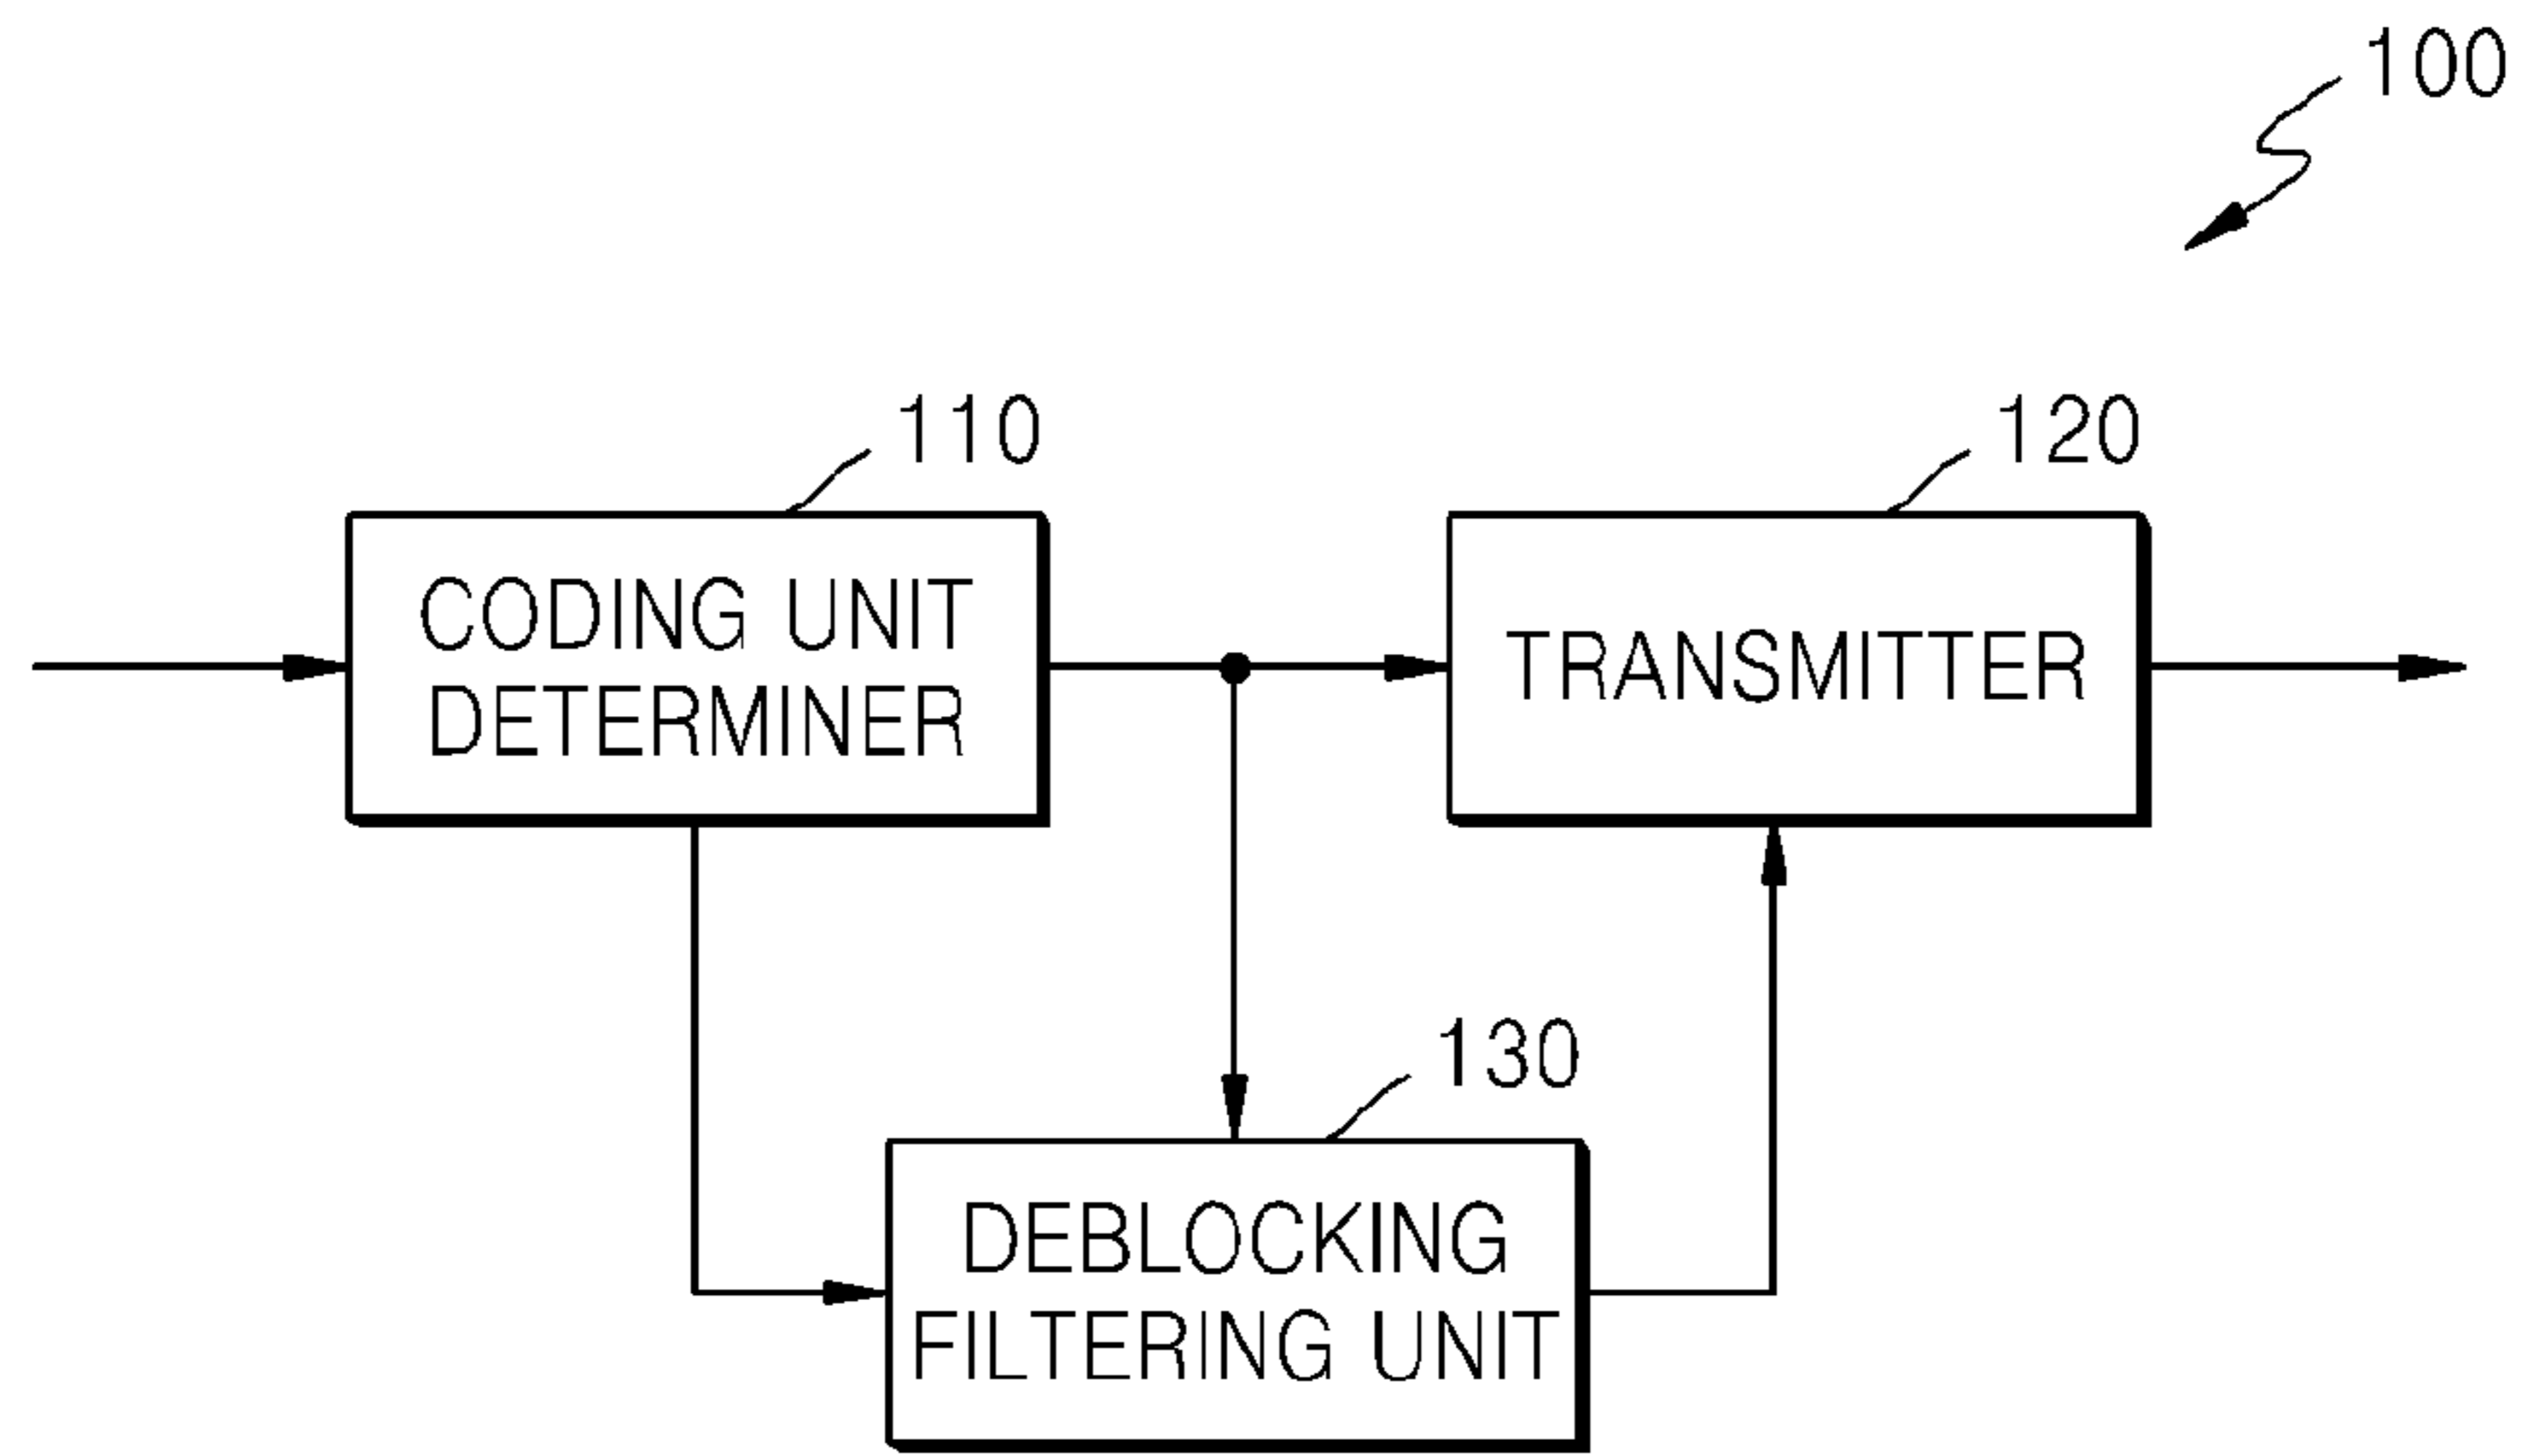 100
110
120
CODING UNIT
DETERMINER
TRANSMITTER
130
DEBLOCKING
FILTERING UNIT